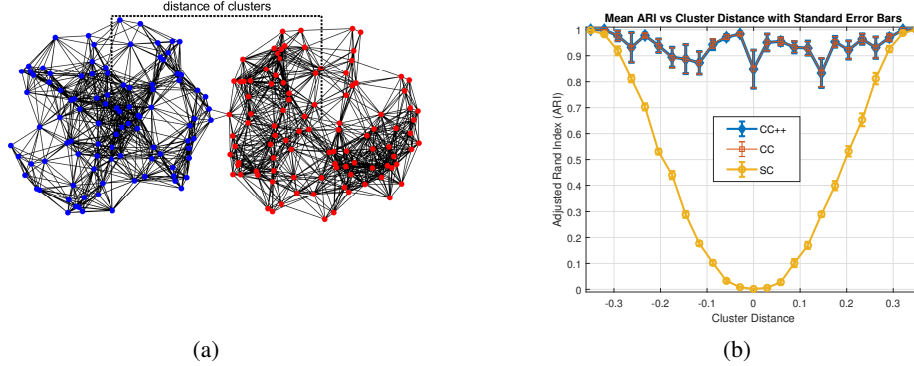 distance of clusters
(a)
Mean ARI vs Cluster Distance with Standard Error Bars
Adjusted Rand Index (ARI)
1
0.9
0.8
0.7
0.6
0.5
0.4
0.3
0.2
0.1
0
CC++
CC
SC
-0.3 -0.2 -0.1 0.0 0.1 0.2 0.3
Cluster Distance
(b)